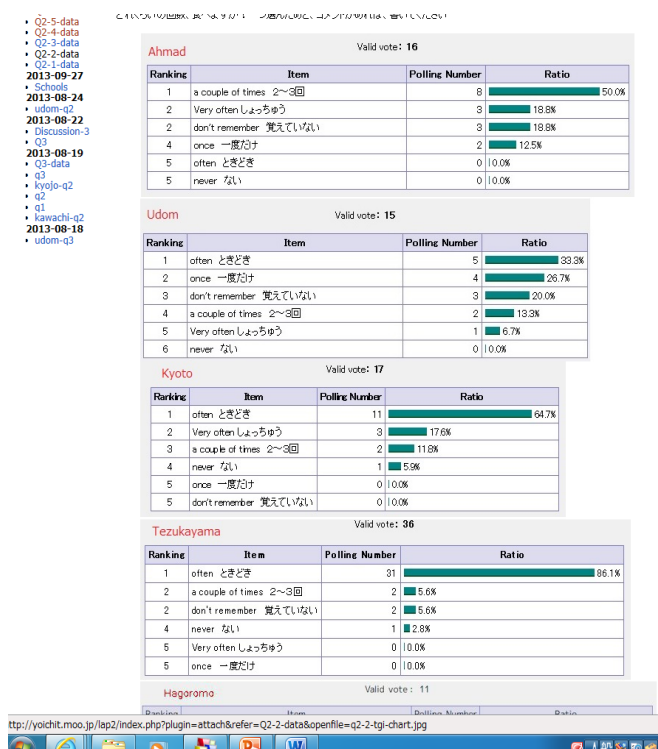 Q2-5-data
Q2-4-data
Q2-3-data
Q2-2-data
Q2-1-data
2013-09-27
Schools
2013-08-24
udom-q2
2013-08-22
Discussion-3
Q3
2013-08-19
Q3-data
q3
kyojo-q2
q2
q1
kawachi-q2
2013-08-18
udom-q3
Ahmad Valid vote: 16
Ranking Item Polling Number Ratio
1 a couple of times 2～3回 8 50.0%
2 Very often しょっちゅう 3 18.8%
2 don't remember 覚えていない 3 18.8%
4 once 一度だけ 2 12.5%
5 often ときどき 0 0.0%
5 never ない 0 0.0%
Udom Valid vote: 15
Ranking Item Polling Number Ratio
1 often ときどき 5 33.3%
2 once 一度だけ 4 26.7%
3 don't remember 覚えていない 3 20.0%
4 a couple of times 2～3回 2 13.3%
5 Very often しょっちゅう 1 6.7%
6 never ない 0 0.0%
Kyoto Valid vote: 17
Ranking Item Polling Number Ratio
1 often ときどき 11 64.7%
2 Very often しょっちゅう 3 17.6%
3 a couple of times 2～3回 2 11.8%
4 never ない 1 5.9%
5 once 一度だけ 0 0.0%
5 don't remember 覚えていない 0 0.0%
Tezukayama Valid vote: 36
Ranking Item Polling Number Ratio
1 often ときどき 31 86.1%
2 a couple of times 2～3回 2 5.6%
2 don't remember 覚えていない 2 5.6%
4 never ない 1 2.8%
5 Very often しょっちゅう 0 0.0%
5 once 一度だけ 0 0.0%
Hagoromo Valid vote: 11
Ranking Item Polling Number Ratio
ttp://yoichit.moo.jp/lap2/index.php?plugin=attach&refer=Q2-2-data&openfile=q2-2-tgi-chart.jpg